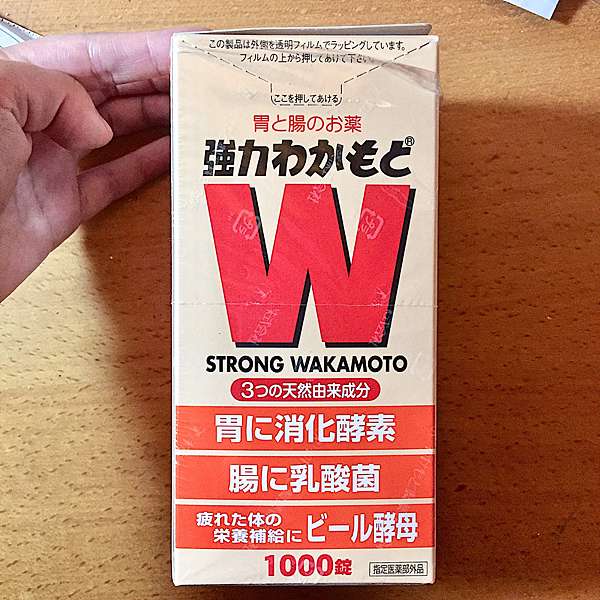 この製品は外側を透明フィルムでラッピングしています。
フィルムの上から押してあけて下さい。
ここを押してあける
胃と腸のお薬
強力わかもと®
W
STRONG WAKAMOTO
3つの天然由来成分
胃に消化酵素
腸に乳酸菌
疲れた体の
栄養補給に ビール酵母
1000錠
指定医薬部外品